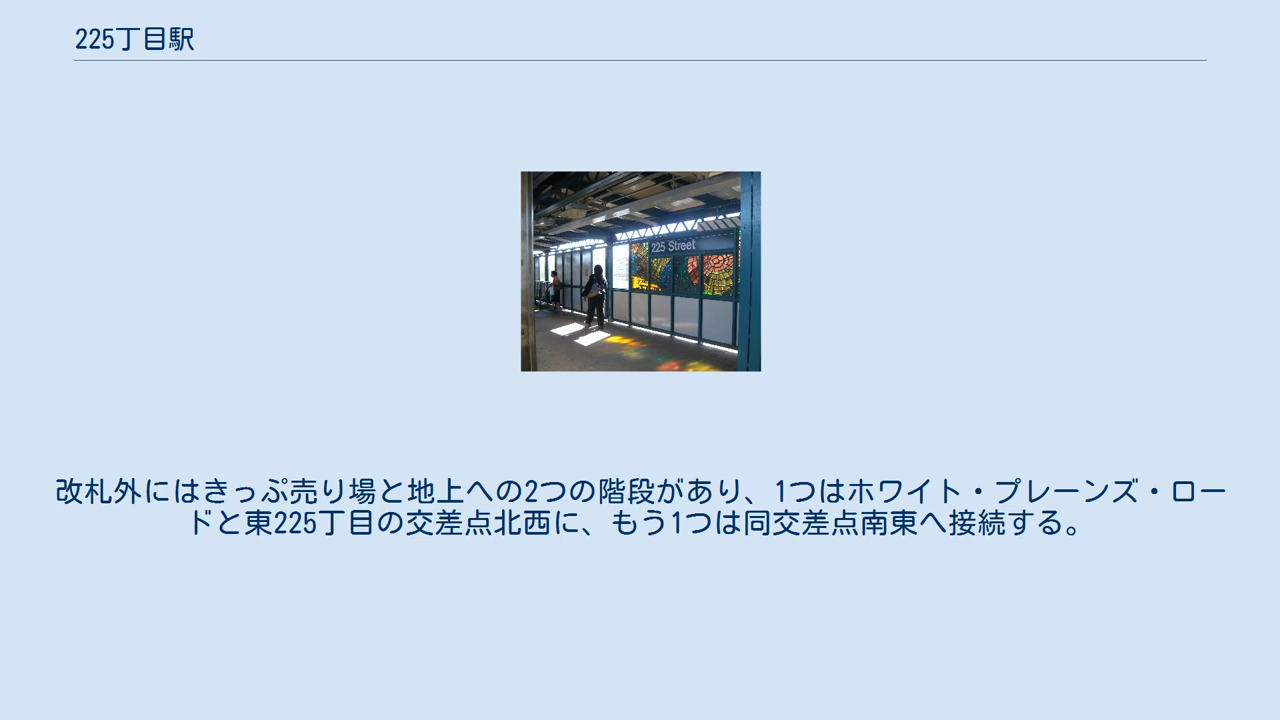 225丁目駅
225 Street
改札外にはきっぷ売り場と地上への2つの階段があり、1つはホワイト・プレーンズ・ロー
ドと東225丁目の交差点北西に、もう1つは同交差点南東へ接続する。